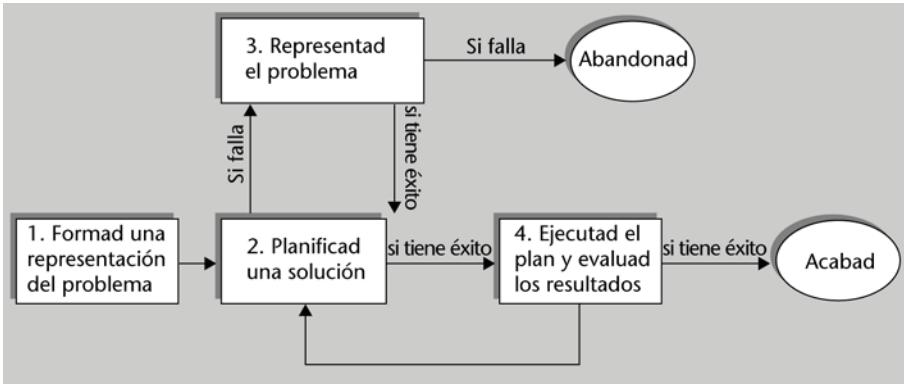 3. Representad
el problema
Si falla
Abandonad
Si falla
si tiene éxito
1. Formad una
representación
del problema
2. Planificad
una solución
si tiene éxito
4. Ejecutad el
plan y evaluad
los resultados
si tiene éxito
Acabad